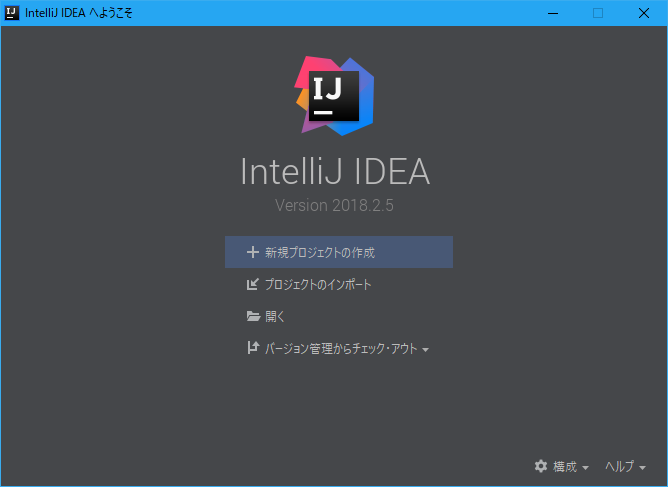 IntelliJ IDEA へようこそ
IJ
IntelliJ IDEA
Version 2018.2.5
新規プロジェクトの作成
プロジェクトのインポート
開く
バージョン管理からチェック・アウト
構成 ヘルプ